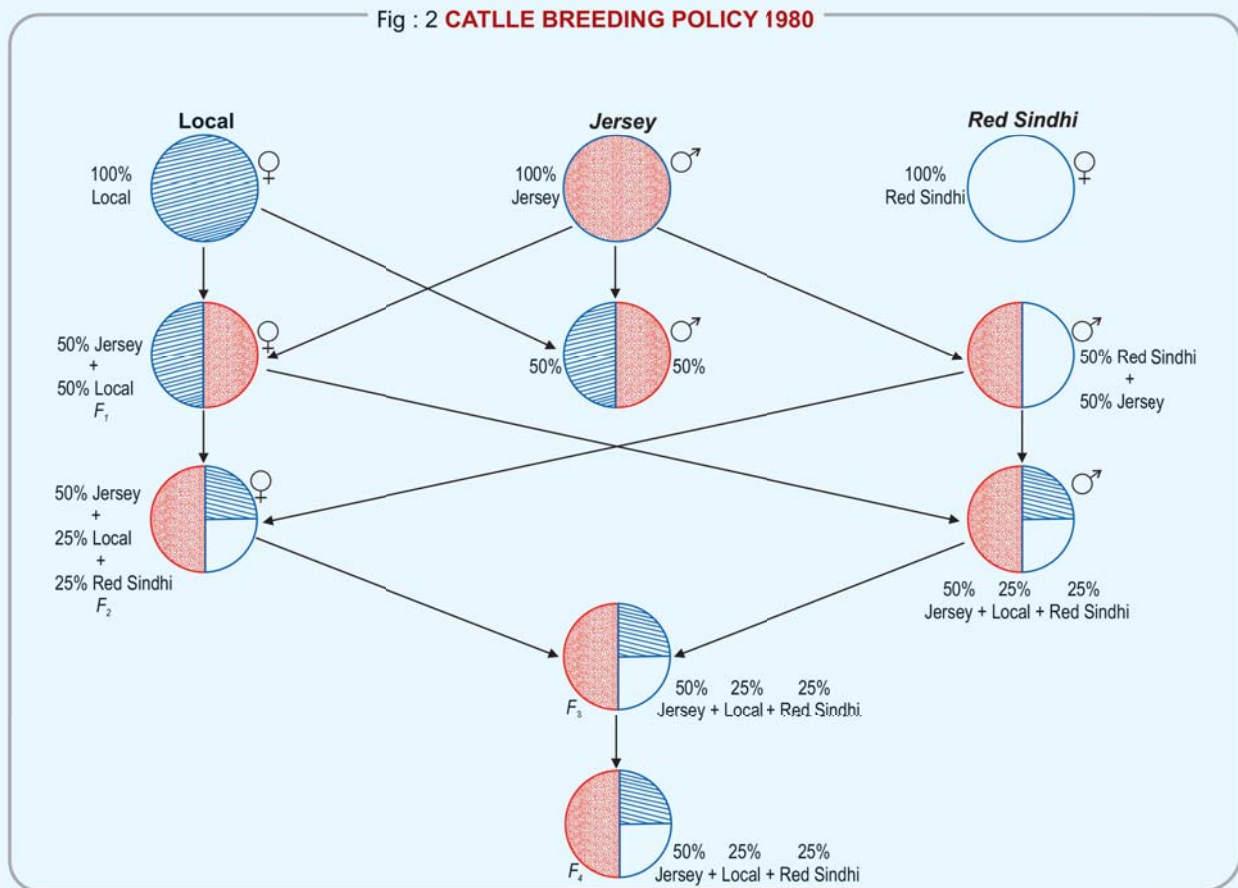 Fig : 2 CATLLE BREEDING POLICY 1980
Local
Jersey
Red Sindhi
100%
Local
♀
100%
Jersey
♂
100%
Red Sindhi
♀
50% Jersey
+
50% Local
F1
♀
50%
50%
♂
♂
50% Red Sindhi
+
50% Jersey
50% Jersey
+
25% Local
+
25% Red Sindhi
F2
♀
♂
50% 25% 25%
Jersey + Local + Red Sindhi
F3
50% 25% 25%
Jersey + Local + Red Sindhi
F4
50% 25% 25%
Jersey + Local + Red Sindhi